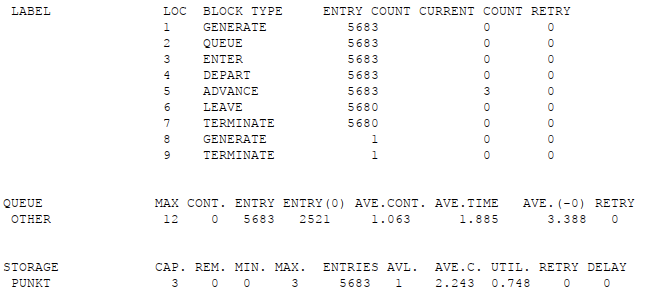 LABEL LOC BLOCK TYPE ENTRY COUNT CURRENT COUNT RETRY
1 GENERATE 5683 0 0
2 QUEUE 5683 0 0
3 ENTER 5683 0 0
4 DEPART 5683 0 0
5 ADVANCE 5683 3 0
6 LEAVE 5680 0 0
7 TERMINATE 5680 0 0
8 GENERATE 1 0 0
9 TERMINATE 1 0 0
QUEUE MAX CONT. ENTRY ENTRY(0) AVE.CONT. AVE.TIME AVE.(-0) RETRY
OTHER 12 0 5683 2521 1.063 1.885 3.388 0
STORAGE CAP. REM. MIN. MAX. ENTRIES AVL. AVE.C. UTIL. RETRY DELAY
PUNKT 3 0 0 3 5683 1 2.243 0.748 0 0